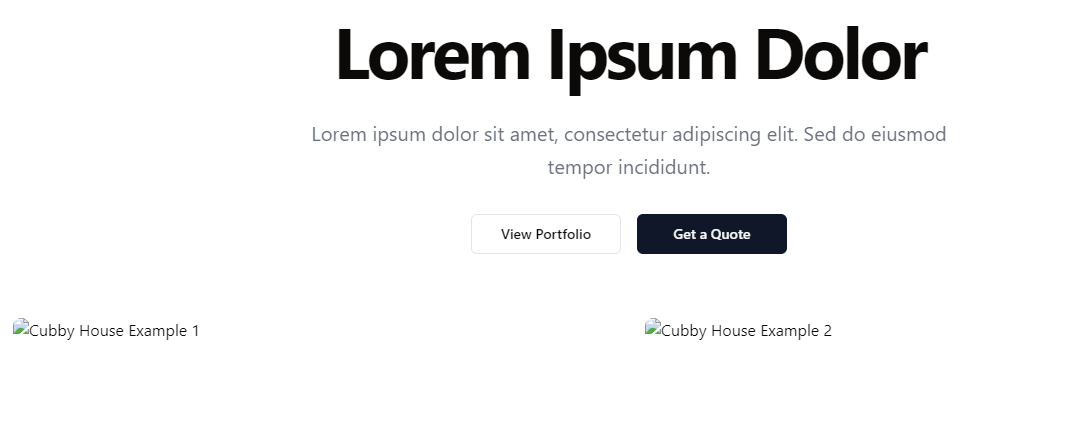 Lorem Ipsum Dolor
Lorem ipsum dolor sit amet, consectetur adipiscing elit. Sed do eiusmod
tempor incididunt.
View Portfolio
Get a Quote
Cubby House Example 1
Cubby House Example 2